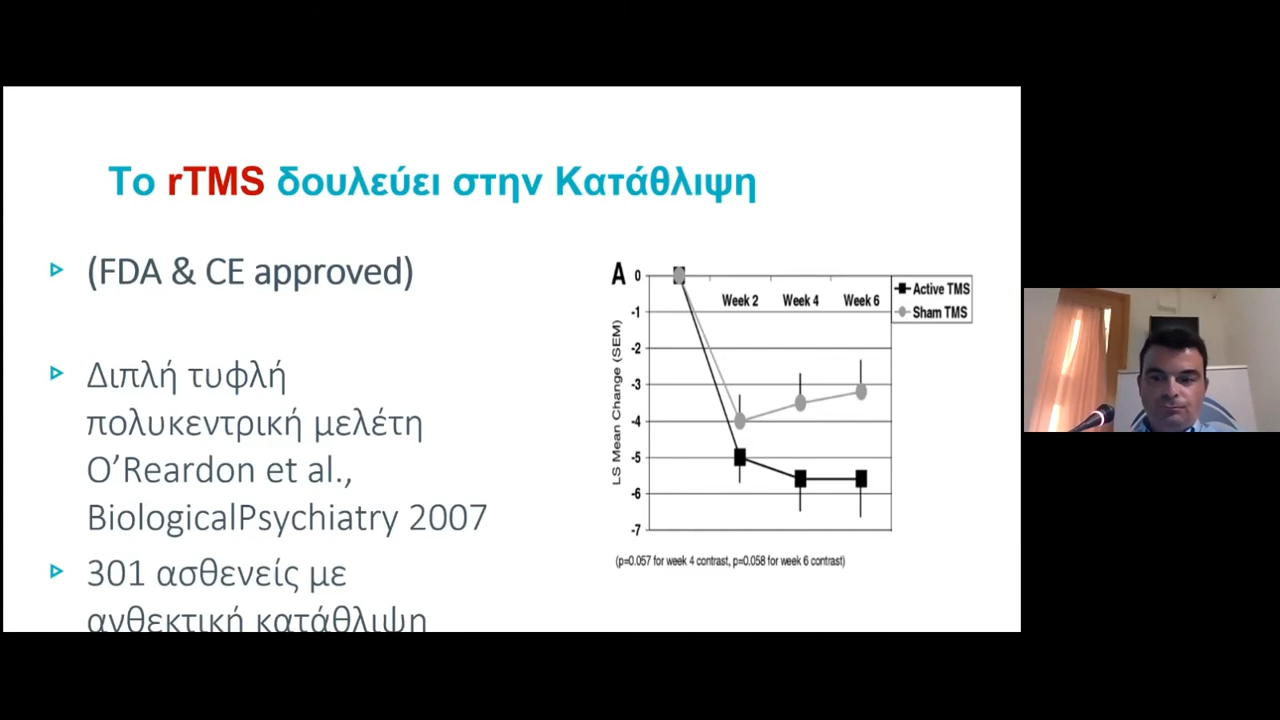 Το rTMS δουλεύει στην Κατάθλιψη
(FDA & CE approved)
Διπλή τυφλή
πολυκεντρική μελέτη
O’Reardon et al.,
BiologicalPsychiatry 2007
301 ασθενείς με
ανθεκτική κατάθλιψη
A
LS Mean Change (SEM)
0
-1
-2
-3
-4
-5
-6
-7
Week 2 Week 4 Week 6
Active TMS
Sham TMS
(p=0.057 for week 4 contrast, p=0.058 for week 6 contrast)